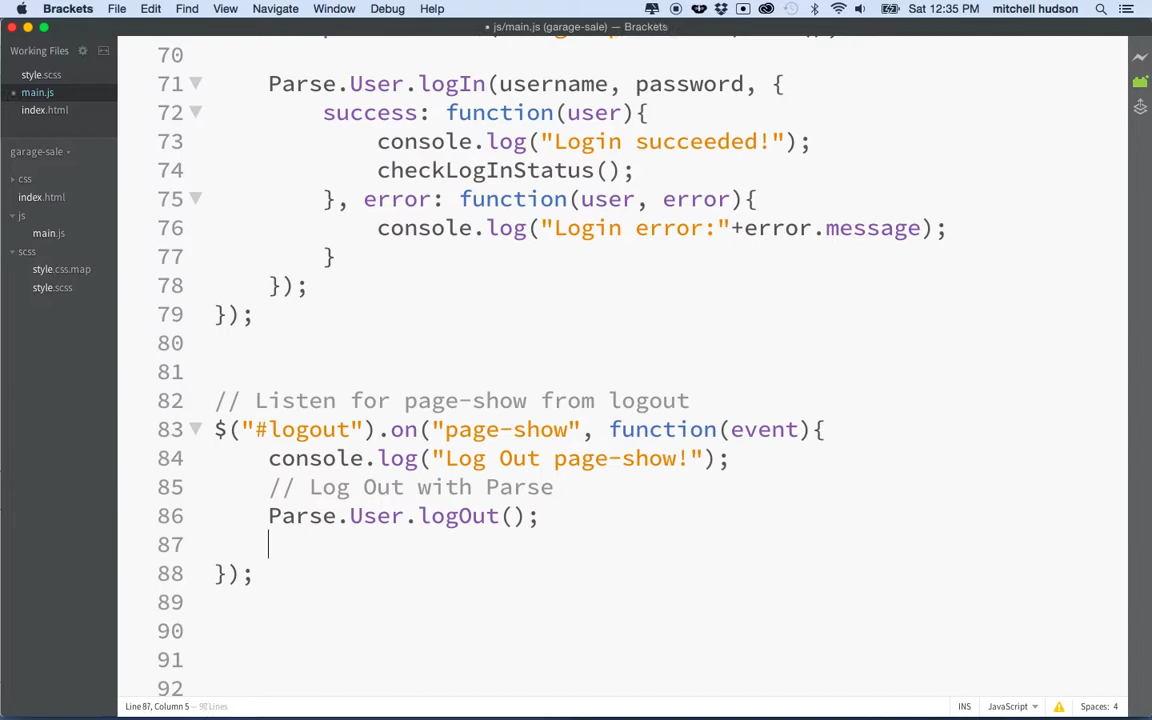 Brackets File Edit Find View Navigate Window Debug Help Sat 12:35 PM mitchell hudson
• js/main.js (garage-sale) — Brackets
Working Files
style.scss
main.js
index.html
garage-sale
css
index.html
js
main.js
scss
style.css.map
style.scss
70
71 Parse.User.logIn(username, password, {
72 success: function(user){
73 console.log("Login succeeded!");
74 checkLogInStatus();
75 }, error: function(user, error){
76 console.log("Login error:"+error.message);
77 }
78 });
79 });
80
81
82 // Listen for page-show from logout
83 $("#logout").on("page-show", function(event){
84 console.log("Log Out page-show!");
85 // Log Out with Parse
86 Parse.User.logOut();
87
88 });
89
90
91
92
Line 87, Column 5 — Lines INS JavaScript Spaces: 4